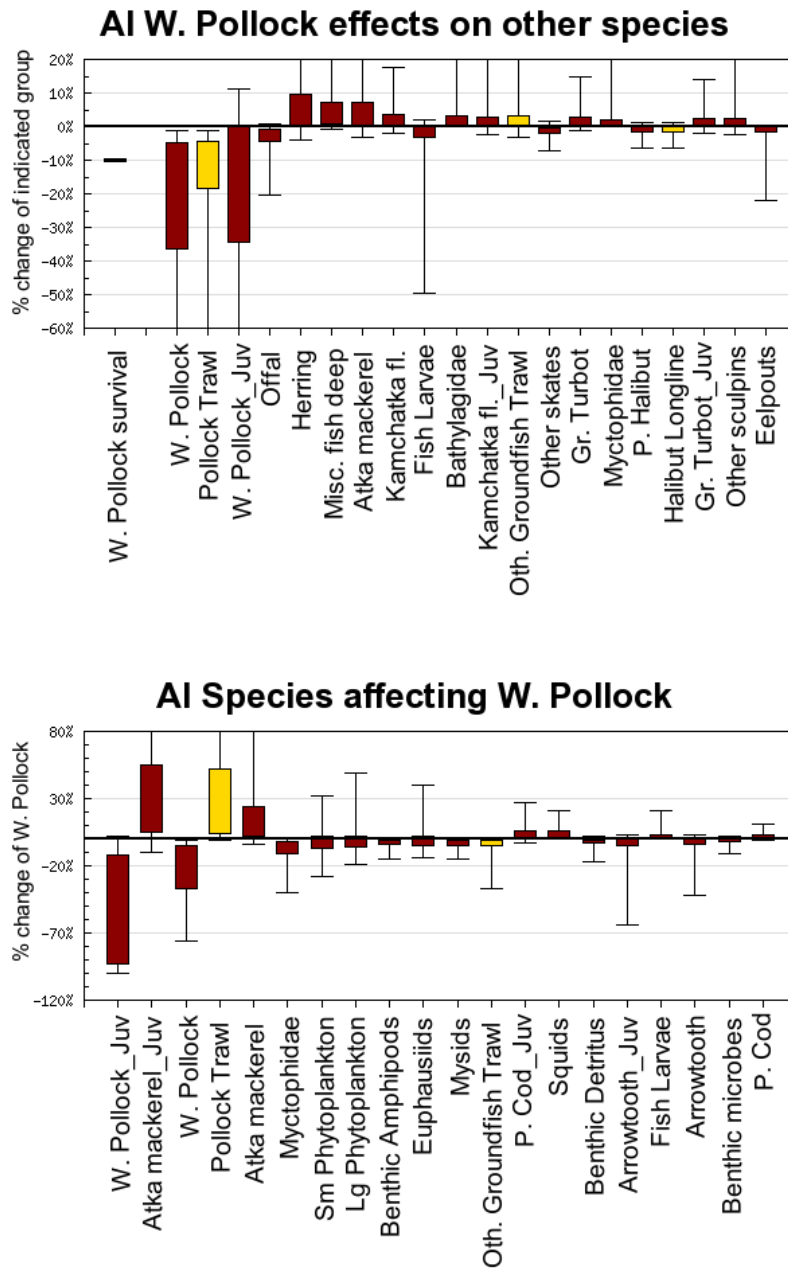 AI W. Pollock effects on other species
% change of indicated group
20%
10%
0%
-10%
-20%
-30%
-40%
-50%
-60%
W. Pollock survival
W. Pollock
Pollock Trawl
W. Pollock_Juv
Offal
Herring
Misc. fish deep
Atka mackerel
Kamchatka fl.
Fish Larvae
Bathylagidae
Kamchatka fl._Juv
Oth. Groundfish Trawl
Other skates
Gr. Turbot
Myctophidae
P. Halibut
Halibut Longline
Gr. Turbot_Juv
Other sculpins
Eelpouts
AI Species affecting W. Pollock
% change of W. Pollock
80%
30%
-20%
-70%
-120%
W. Pollock_Juv
Atka mackerel_Juv
W. Pollock
Pollock Trawl
Atka mackerel
Myctophidae
Sm Phytoplankton
Lg Phytoplankton
Benthic Amphipods
Euphausiids
Mysids
Oth. Groundfish Trawl
P. Cod_Juv
Squids
Benthic Detritus
Arrowtooth_Juv
Fish Larvae
Arrowtooth
Benthic microbes
P. Cod